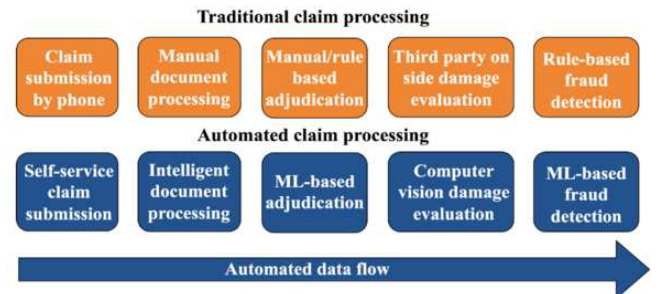 Traditional claim processing
Claim
submission
by phone
Manual
document
processing
Manual/rule
based
adjudication
Third party on
side damage
evaluation
Rule-based
fraud
detection
Automated claim processing
Self-service
claim
submission
Intelligent
document
processing
ML-based
adjudication
Computer
vision damage
evaluation
ML-based
fraud
detection
Automated data flow